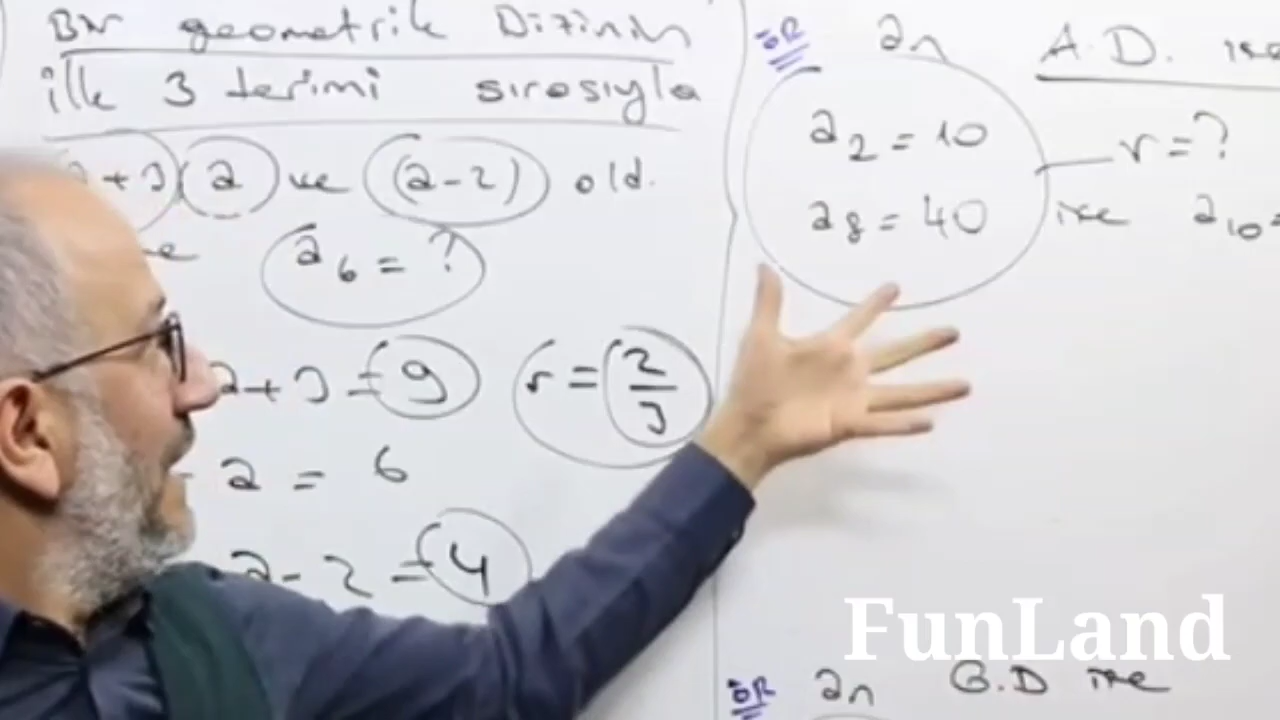 Bir geometrik Dizinin
ilk 3 terimi sırasıyla
a+3 a ve (a-2) old.
a6 = ?
a+3 = 9
r = 2/3
a = 6
a-2 = 4
ÖR an A.D. ise
a2 = 10 r = ?
a8 = 40 ise a10=
ÖR an G.D ise
FunLand